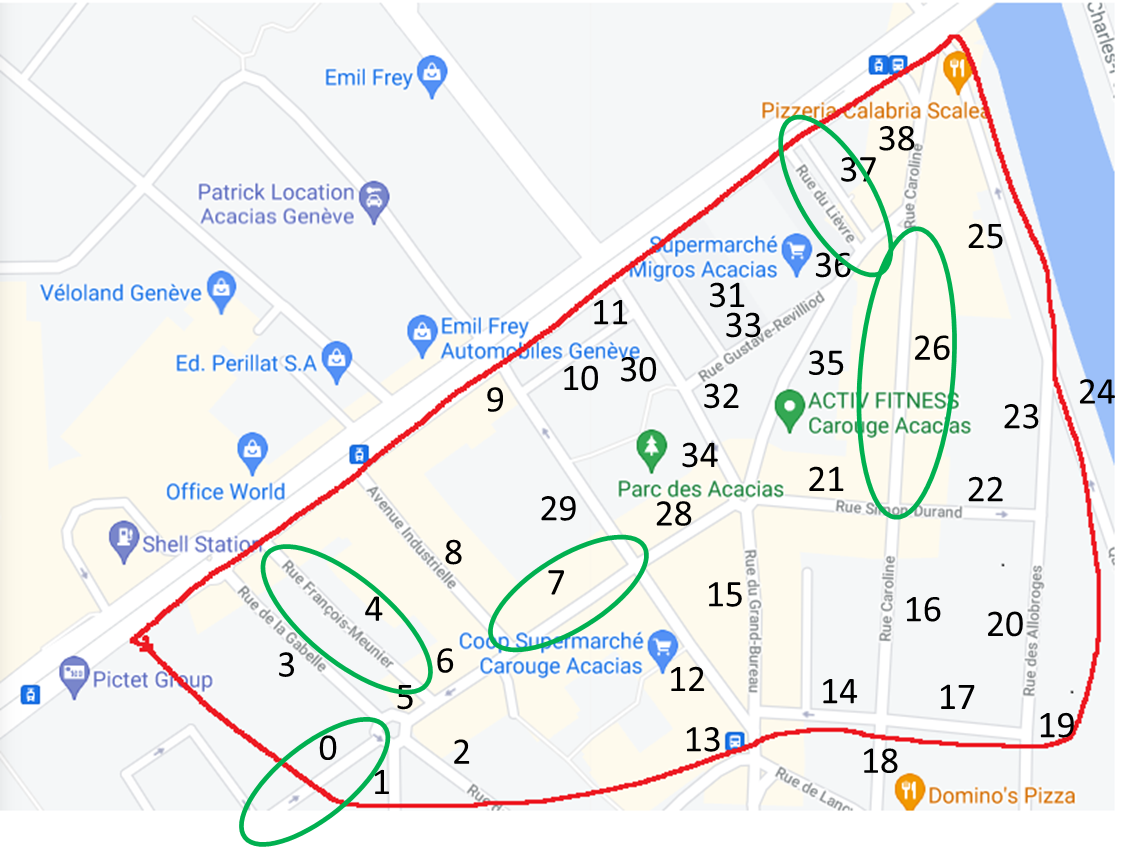 Charles-
Emil Frey
Pizzeria Calabria Scalea
38
37
Patrick Location
Acacias Genève
Rue du Lièvre
Rue Caroline
25
Supermarché
Migros Acacias
36
Véloland Genève
31
11
33
Emil Frey
Automobiles Genève
Rue Gustave-Revilliod
26
Ed. Perillat S.A
35
10
30
9
32
ACTIV FITNESS
Carouge Acacias
24
23
34
Office World
Parc des Acacias
21
22
Rue Simon-Durand
29
28
Shell Station
Avenue Industrielle
8
7
Rue François-Meunier
4
15
Rue du Grand-Bureau
Rue Caroline
16
20
Rue des Allobroges
Rue de la Gabelle
3
6
Coop Supermarché
Carouge Acacias
12
Pictet Group
5
14
17
0
2
13
19
1
18
Rue de Lanc
Domino's Pizza